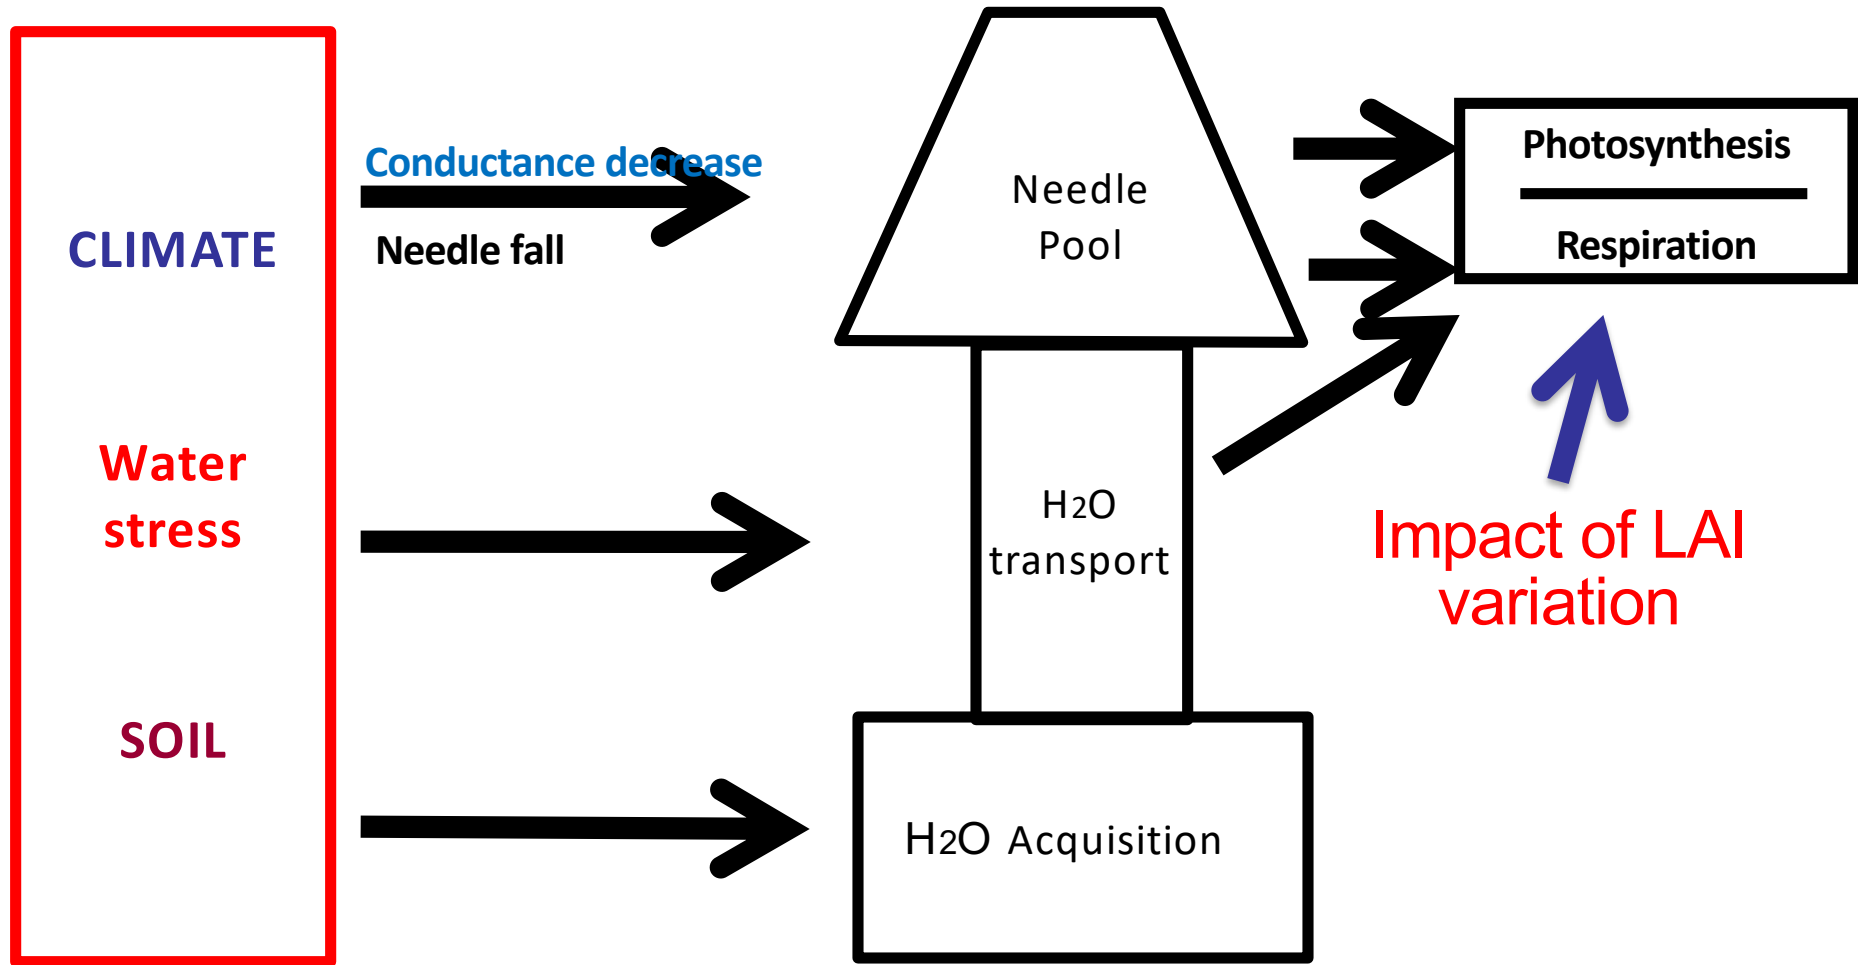 CLIMATE
Water
stress
SOIL
Conductance decrease
Needle fall
Needle
Pool
H2O
transport
H2O Acquisition
Photosynthesis
Respiration
Impact of LAI
variation